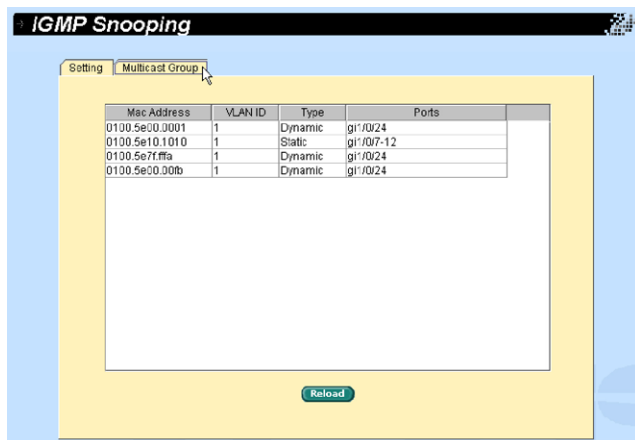 IGMP Snooping
Setting Multicast Group
Mac Address VLAN ID Type Ports
0100.5e00.0001 1 Dynamic gi1/0/24
0100.5e10.1010 1 Static gi1/0/7-12
0100.5e7f.fffa 1 Dynamic gi1/0/24
0100.5e00.00fb 1 Dynamic gi1/0/24
Reload